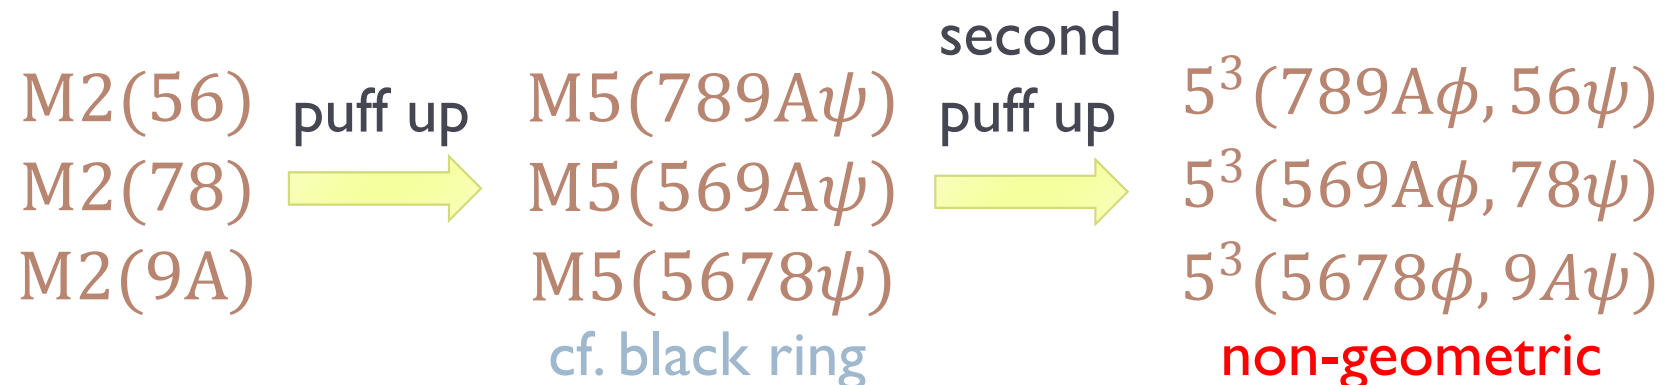 M2(56)
M2(78)
M2(9A)
puff up
M5(789Aψ)
M5(569Aψ)
M5(5678ψ)
cf. black ring
second
puff up
5³(789Aϕ, 56ψ)
5³(569Aϕ, 78ψ)
5³(5678ϕ, 9Aψ)
non-geometric